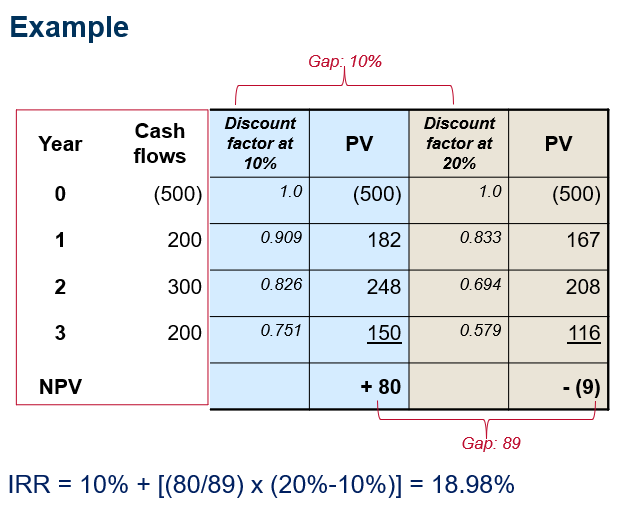 Example
Gap: 10%
Year Cash flows Discount factor at 10% PV Discount factor at 20% PV
0 (500) 1.0 (500) 1.0 (500)
1 200 0.909 182 0.833 167
2 300 0.826 248 0.694 208
3 200 0.751 150 0.579 116
NPV + 80 - (9)
Gap: 89
IRR = 10% + [(80/89) x (20%-10%)] = 18.98%